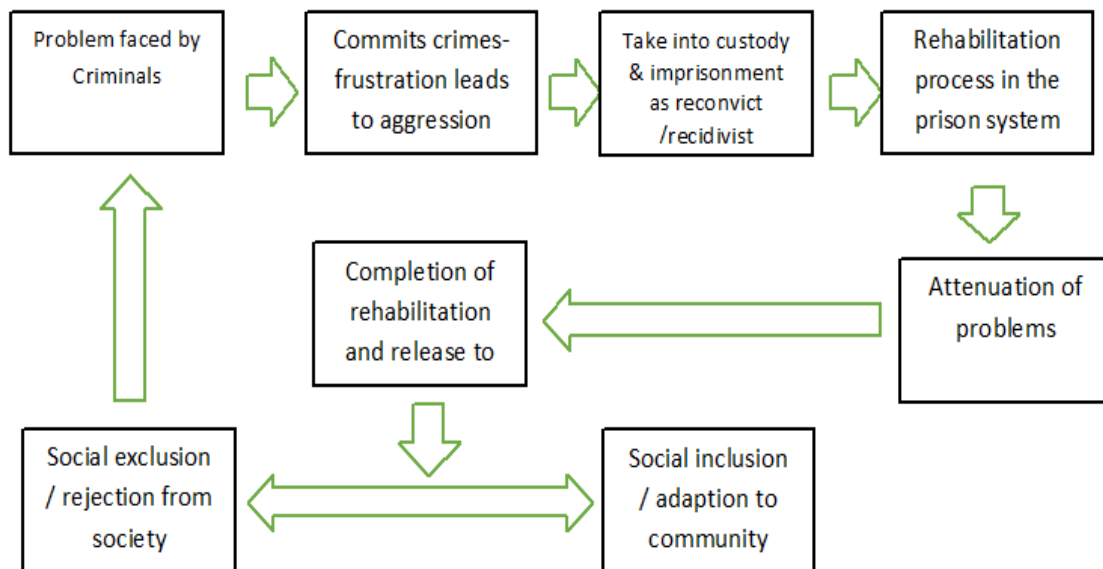 Problem faced by
Criminals
Commits crimes-
frustration leads
to aggression
Take into custody
& imprisonment
as reconvict
/recidivist
Rehabilitation
process in the
prison system
Attenuation of
problems
Completion of
rehabilitation
and release to
Social exclusion
/ rejection from
society
Social inclusion
/ adaption to
community